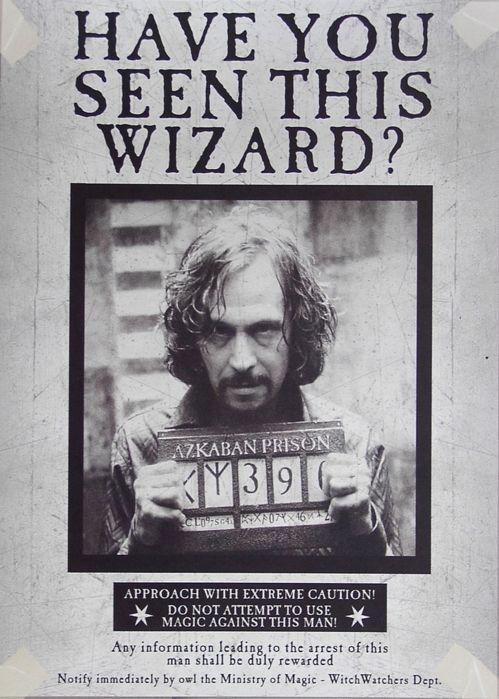 HAVE YOU
SEEN THIS
WIZARD?
AZKABAN PRISON
390
APPROACH WITH EXTREME CAUTION!
DO NOT ATTEMPT TO USE
MAGIC AGAINST THIS MAN!
Any information leading to the arrest of this
man shall be duly rewarded
Notify immediately by owl the Ministry of Magic - WitchWatchers Dept.